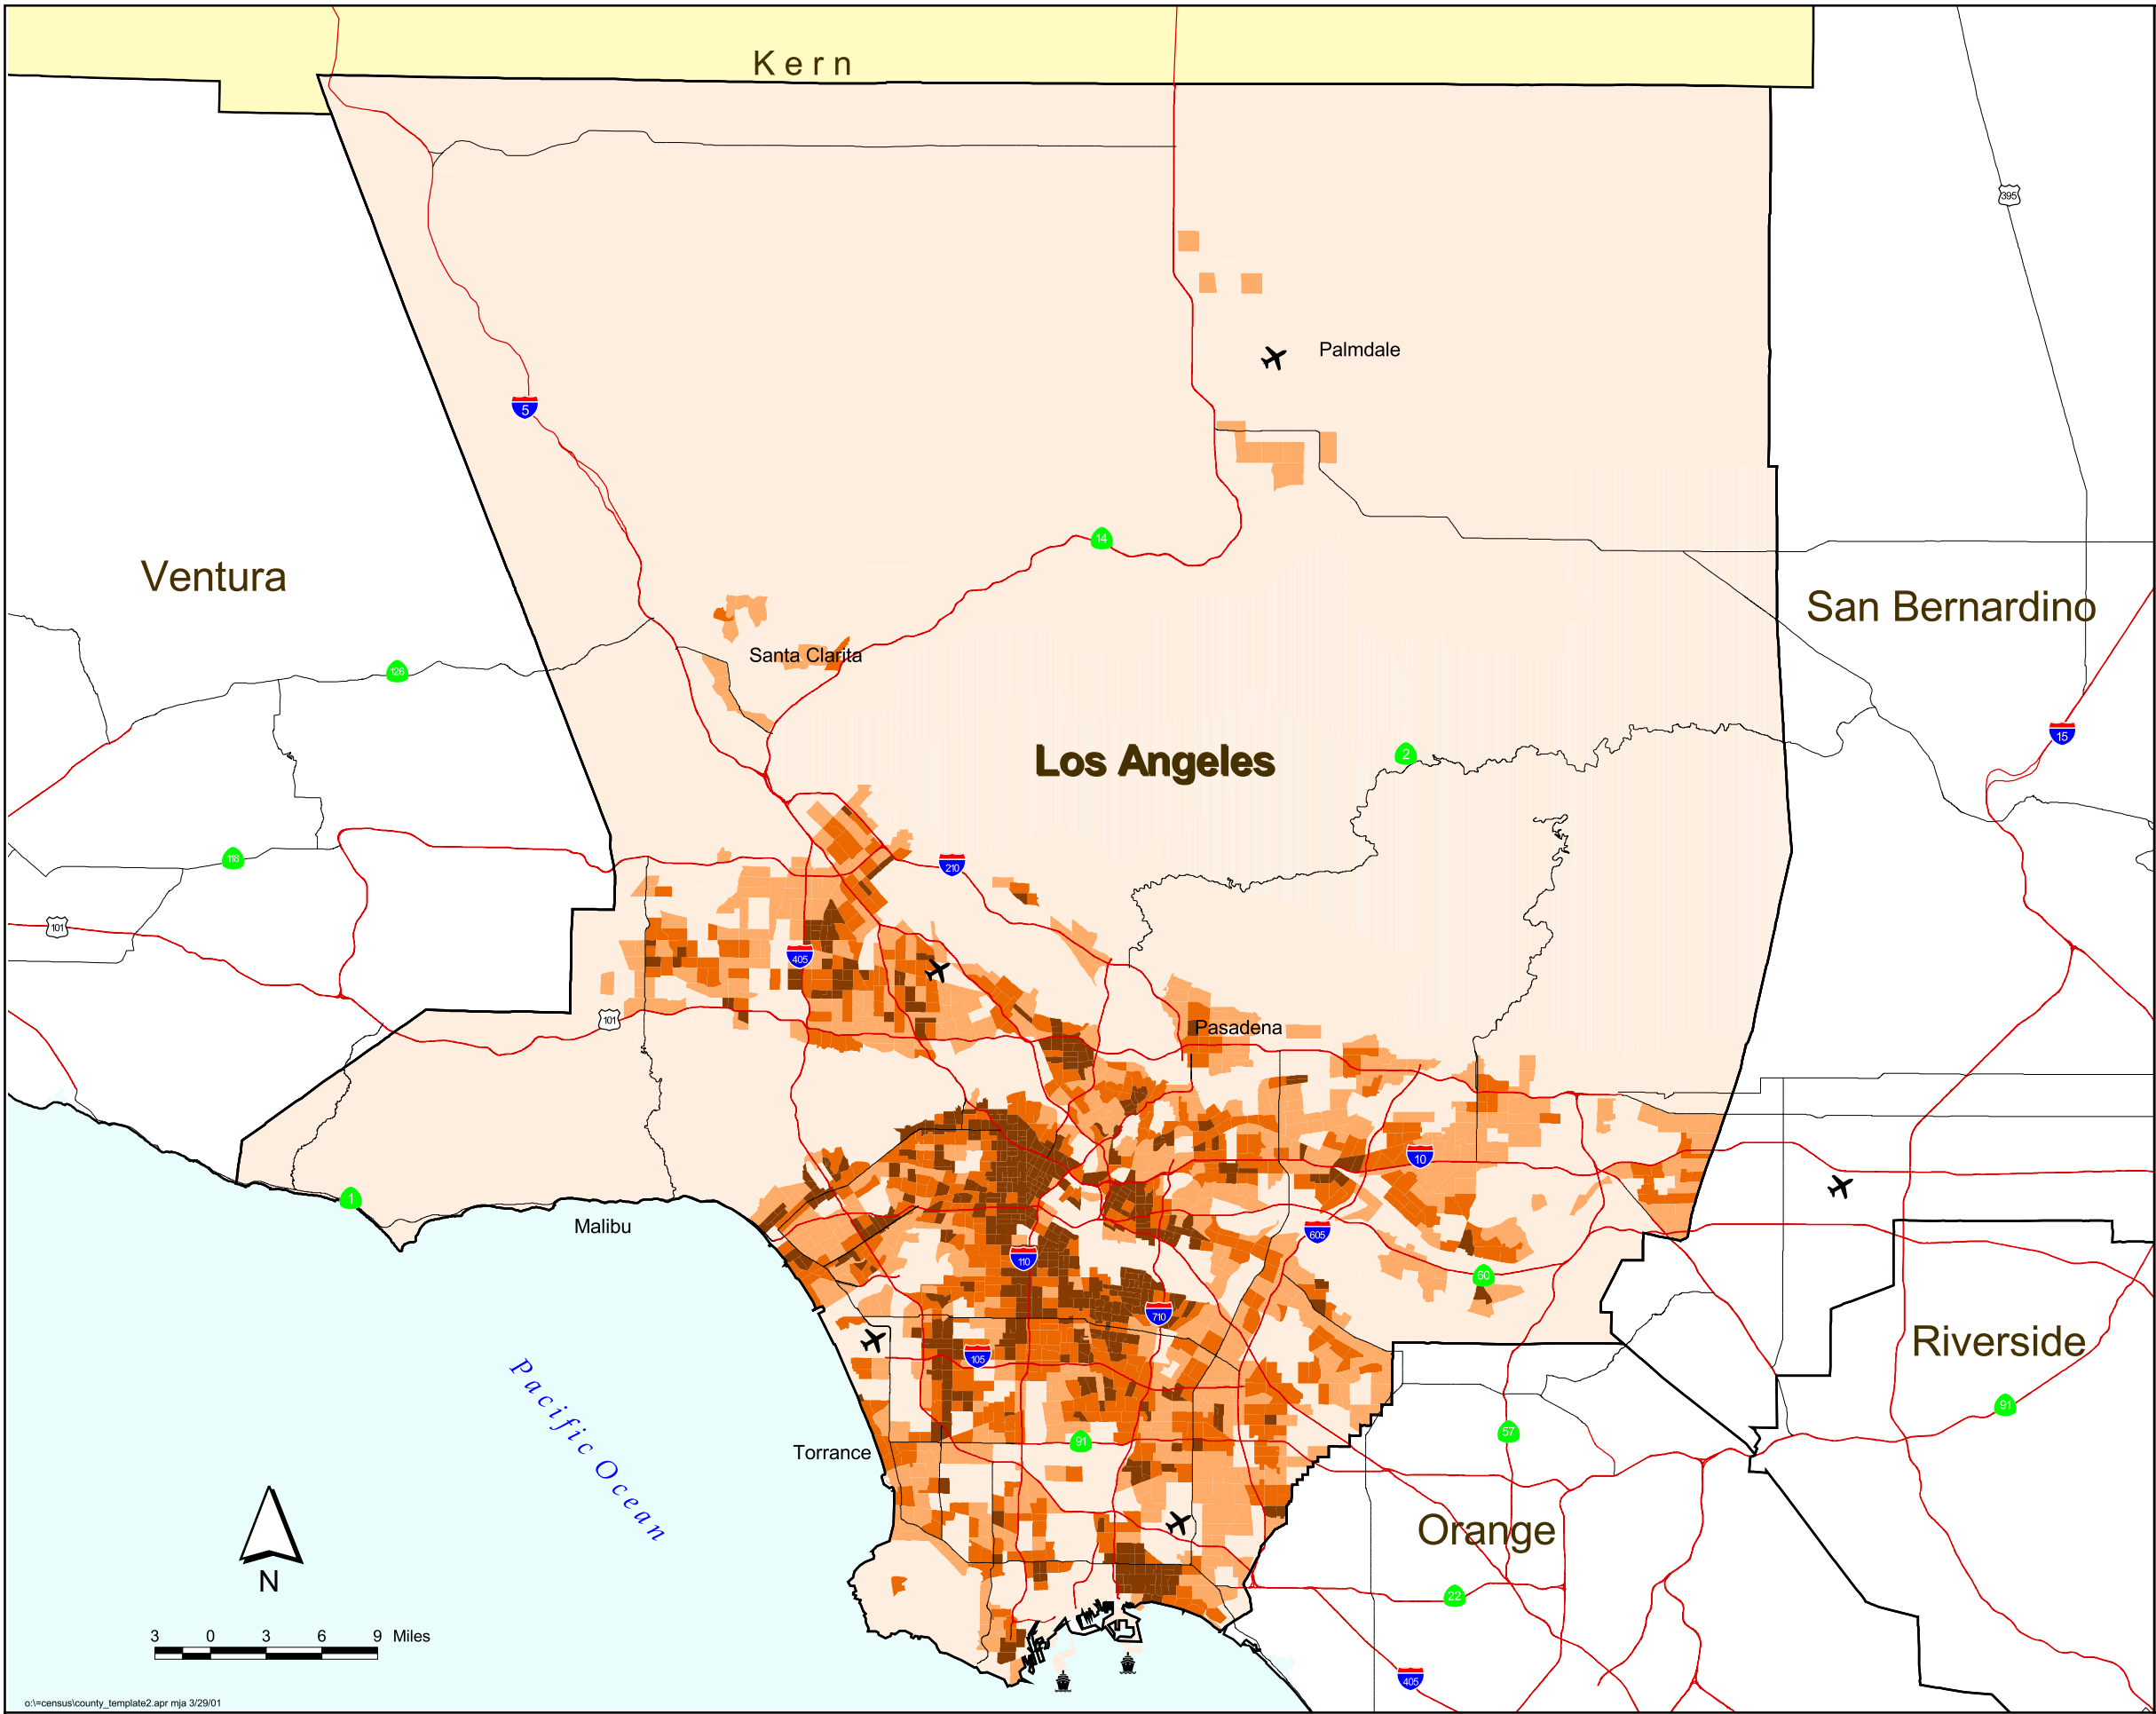 Kern
395
Palmdale
5
14
Ventura
San Bernardino
Santa Clarita
126
15
Los Angeles
2
118
210
101
405
101
Pasadena
10
1
Malibu
605
110
60
710
Riverside
105
Pacific Ocean
91
57
91
Torrance
Orange
N
22
3 0 3 6 9 Miles
405
o:\=census\county_template2.apr mja 3/29/01